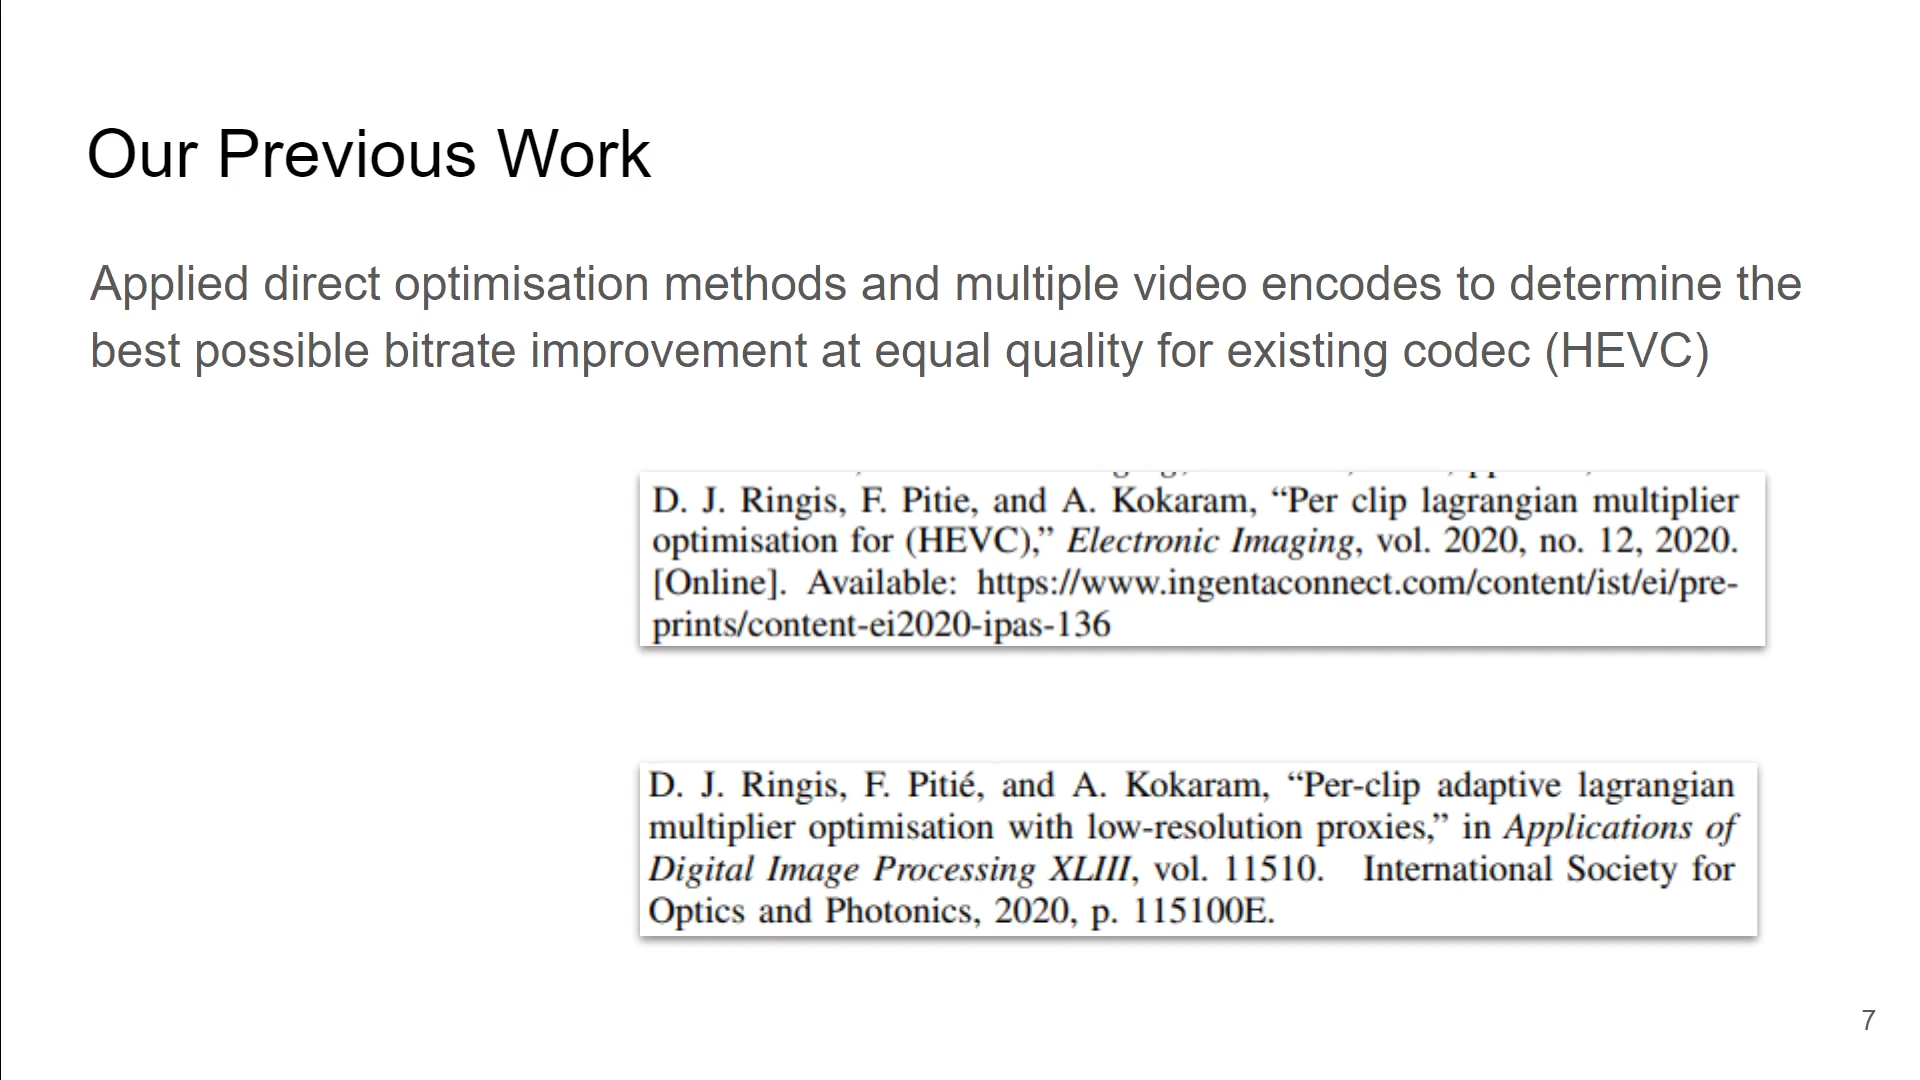 Our Previous Work
Applied direct optimisation methods and multiple video encodes to determine the
best possible bitrate improvement at equal quality for existing codec (HEVC)
D. J. Ringis, F. Pitie, and A. Kokaram, “Per clip lagrangian multiplier
optimisation for (HEVC),” Electronic Imaging, vol. 2020, no. 12, 2020.
[Online]. Available: https://www.ingentaconnect.com/content/ist/ei/pre-
prints/content-ei2020-ipas-136
D. J. Ringis, F. Pitié, and A. Kokaram, “Per-clip adaptive lagrangian
multiplier optimisation with low-resolution proxies,” in Applications of
Digital Image Processing XLIII, vol. 11510. International Society for
Optics and Photonics, 2020, p. 115100E.
7